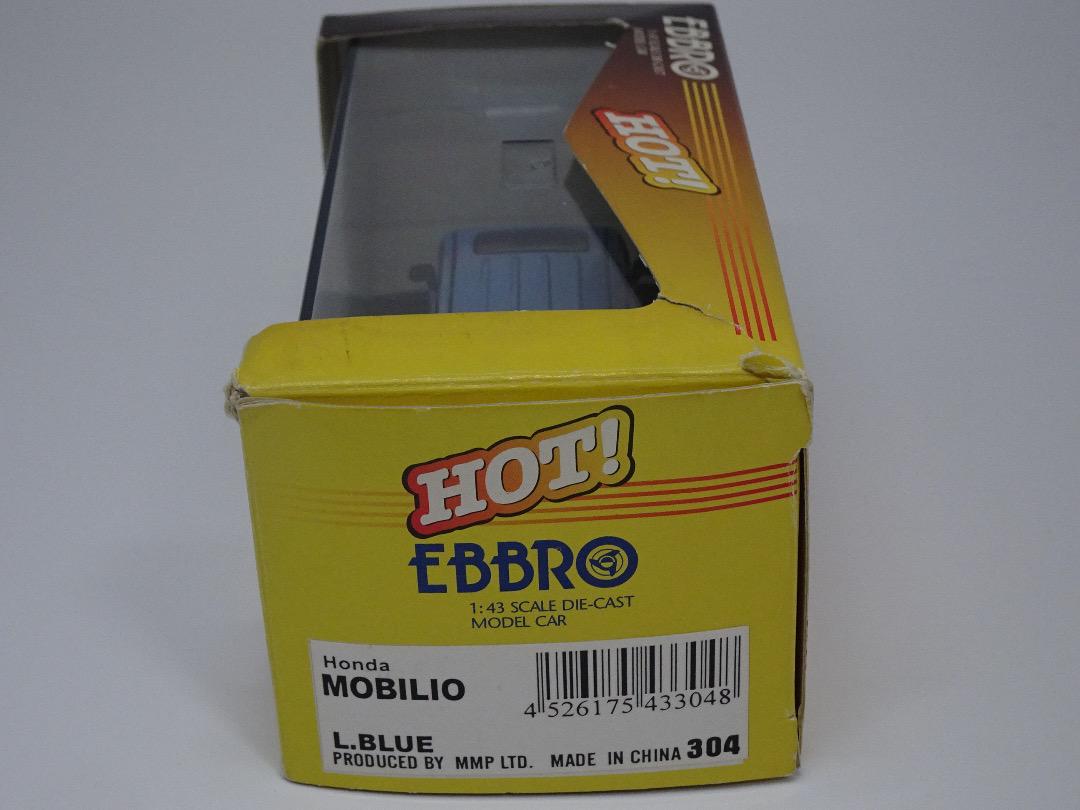 EBBRO
HOT!
HOT!
EBBRO
1:43 SCALE DIE-CAST
MODEL CAR
Honda
MOBILIO
4 526175 433048
L.BLUE
PRODUCED BY MMP LTD. MADE IN CHINA 304